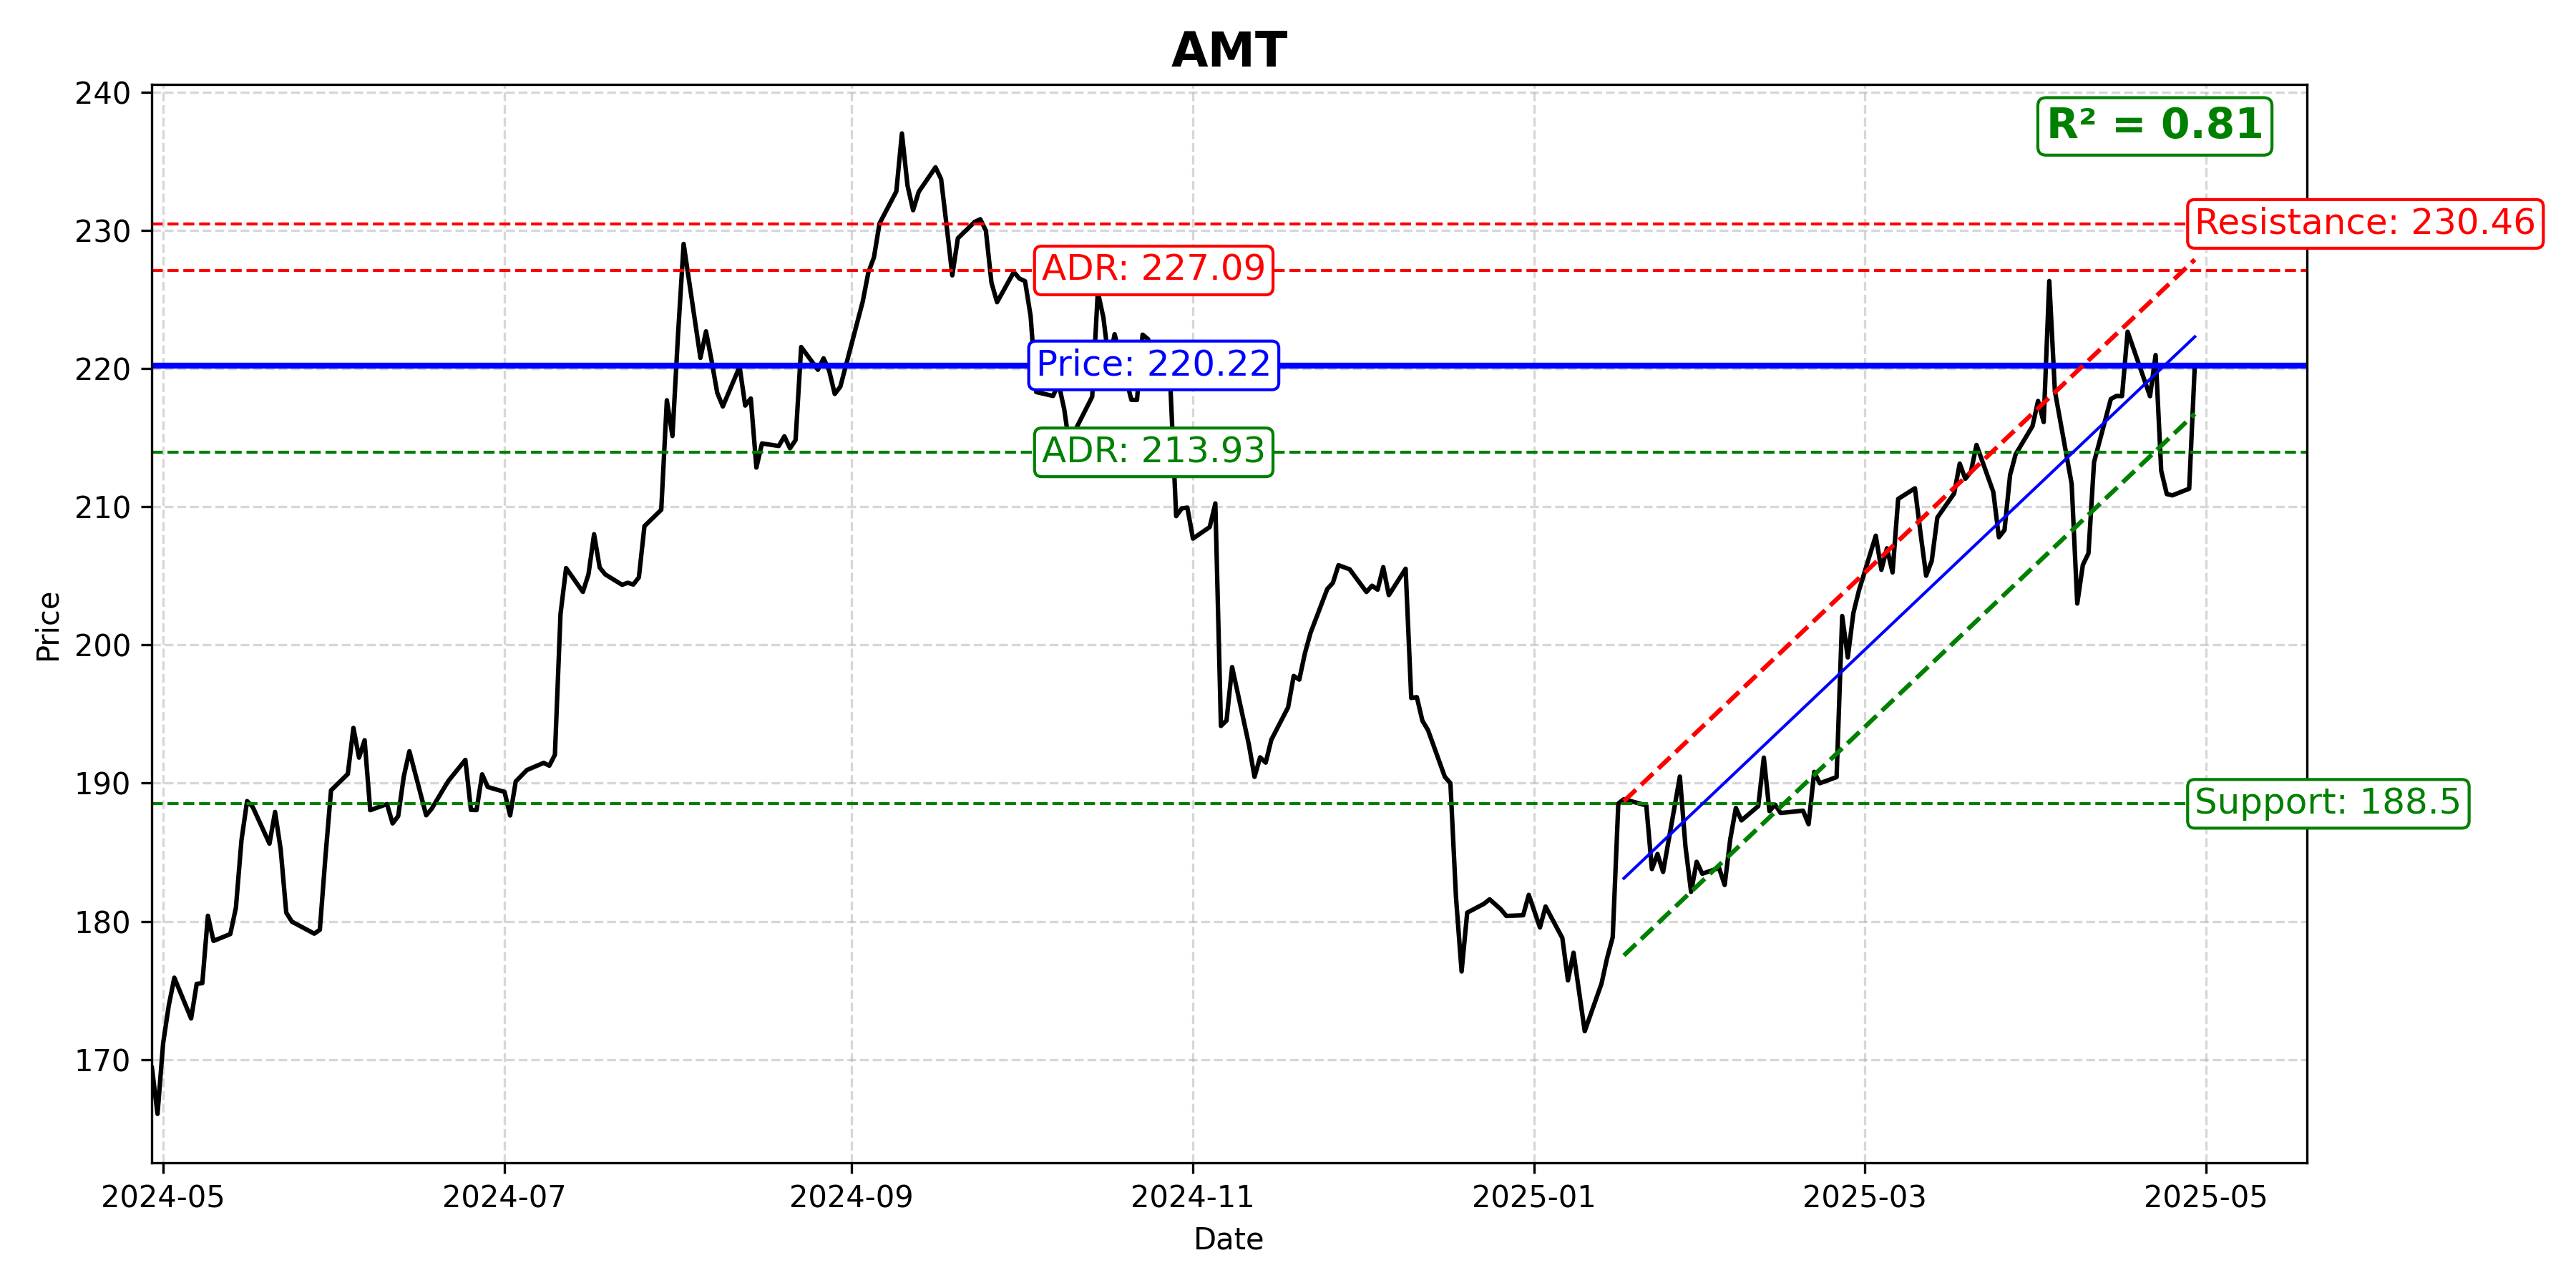 AMT
R² = 0.81
Resistance: 230.46
ADR: 227.09
Price: 220.22
ADR: 213.93
Support: 188.5
Price
240
230
220
210
200
190
180
170
2024-05
2024-07
2024-09
2024-11
2025-01
2025-03
2025-05
Date